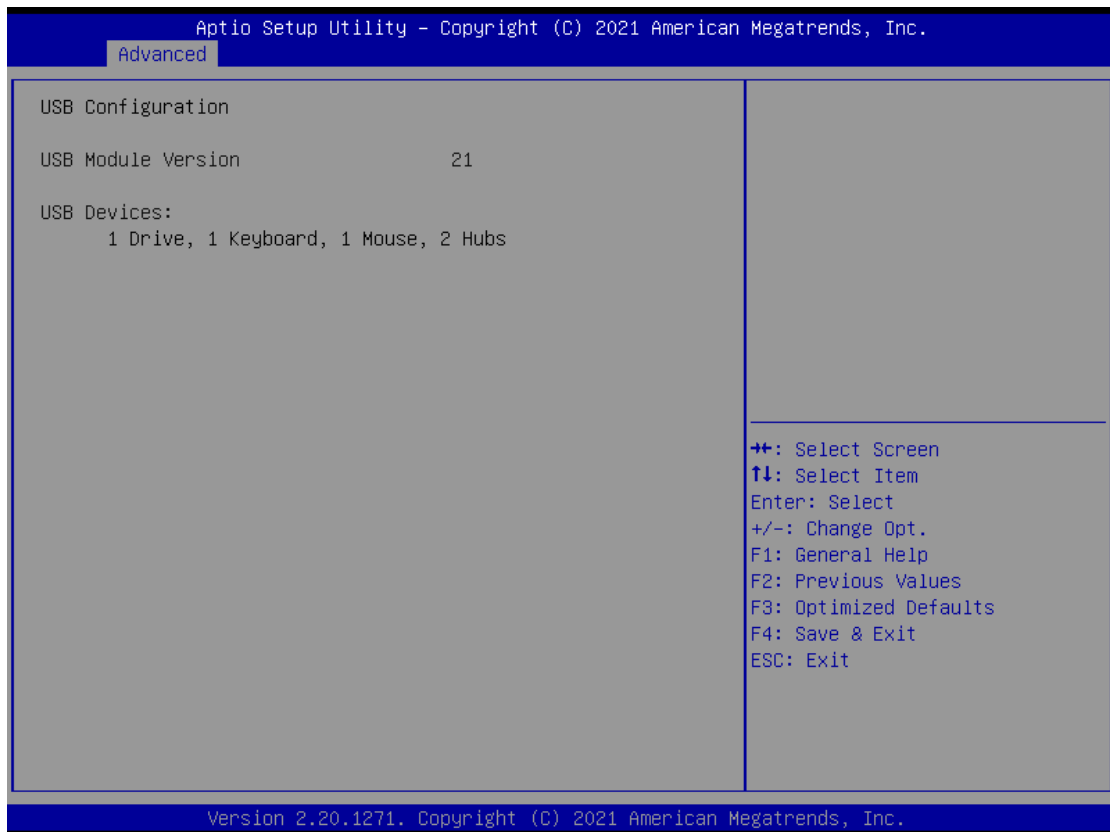 Aptio Setup Utility – Copyright (C) 2021 American Megatrends, Inc.
Advanced
USB Configuration
USB Module Version 21
USB Devices:
1 Drive, 1 Keyboard, 1 Mouse, 2 Hubs
→←: Select Screen
↑↓: Select Item
Enter: Select
+/-: Change Opt.
F1: General Help
F2: Previous Values
F3: Optimized Defaults
F4: Save & Exit
ESC: Exit
Version 2.20.1271. Copyright (C) 2021 American Megatrends, Inc.